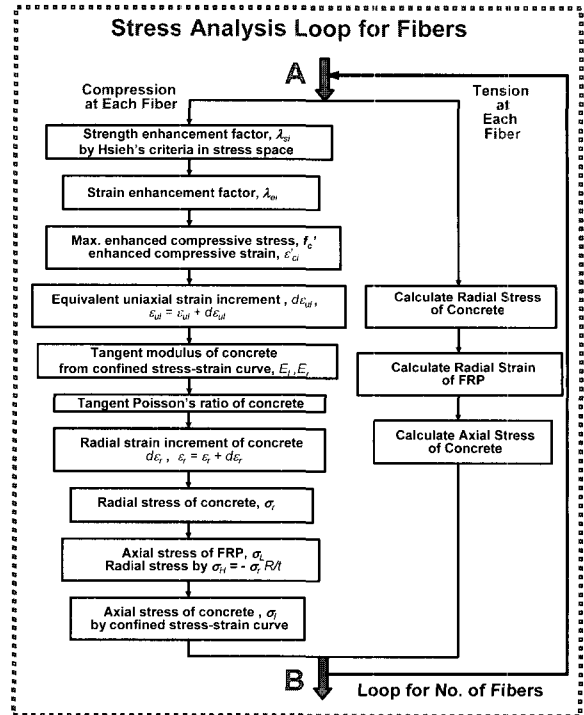 Stress Analysis Loop for Fibers
A
Compression
at Each Fiber
Tension
at
Each
Fiber
Strength enhancement factor, λsi
by Hsieh's criteria in stress space
Strain enhancement factor, λei
Max. enhanced compressive stress, fc'
enhanced compressive strain, ε'ci
Equivalent uniaxial strain increment , dεui,
εui = εui + dεui
Tangent modulus of concrete
from confined stress-strain curve, El ,Er
Tangent Poisson's ratio of concrete
Radial strain increment of concrete
dεr , εr = εr + dεr
Radial stress of concrete, σr
Axial stress of FRP, σL
Radial stress by σH = - σr R/t
Axial stress of concrete , σl
by confined stress-strain curve
Calculate Radial Stress
of Concrete
Calculate Radial Strain
of FRP
Calculate Axial Stress
of Concrete
B
Loop for No. of Fibers